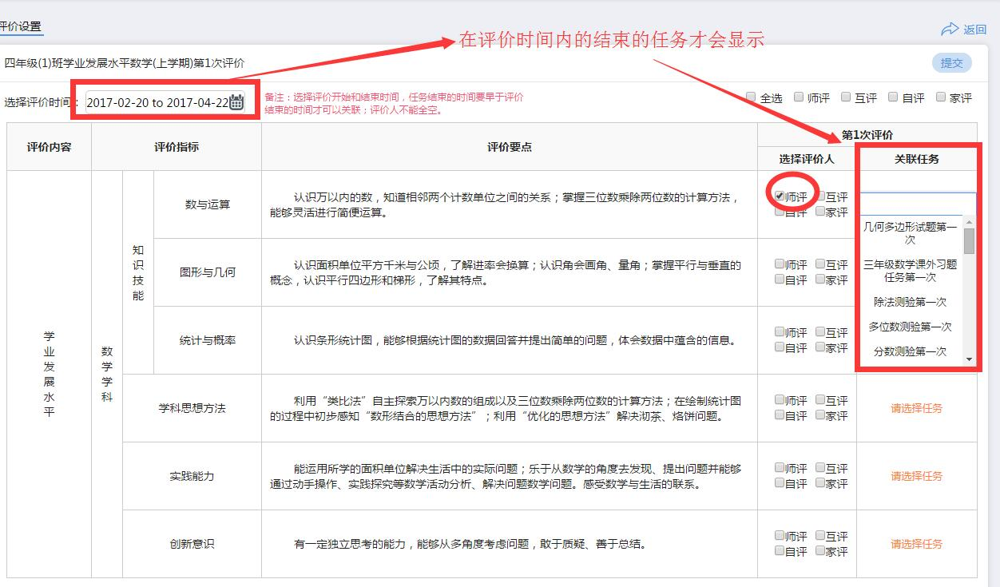 评价设置
返回
在评价时间内的结束的任务才会显示
四年级(1)班学业发展水平数学(上学期)第1次评价
提交
选择评价时间：
2017-02-20 to 2017-04-22
备注：选择评价开始和结束时间，任务结束的时间要早于评价
结束的时间才可以关联；评价人不能全空。
全选 师评 互评 自评 家评
评价内容 评价指标 评价要点 第1次评价
选择评价人 关联任务
学业发展水平
数学学科
知识技能
数与运算
认识万以内的数，知道相邻两个计数单位之间的关系；掌握三位数乘除两位数的计算方法，
能够灵活进行简便运算。
师评 互评
自评 家评
几何多边形试题第一
次
三年级数学课外习题
任务第一次
除法测验第一次
多位数测验第一次
分数测验第一次
图形与几何
认识面积单位平方千米与公顷，了解进率会换算；认识角会画角、量角；掌握平行与垂直的
概念，认识平行四边形和梯形，了解其特点。
师评 互评
自评 家评
统计与概率
认识条形统计图，能够根据统计图的数据回答并提出简单的问题，体会数据中蕴含的信息。
师评 互评
自评 家评
学科思想方法
利用“类比法”自主探索万以内数的组成以及三位数乘除两位数的计算方法；在绘制统计图
的过程中初步感知“数形结合的思想方法”；利用“优化的思想方法”解决沏茶、烙饼问题。
师评 互评
自评 家评
请选择任务
实践能力
能运用所学的面积单位解决生活中的实际问题；乐于从数学的角度去发现、提出问题并能够
通过动手操作、实践探究等数学活动分析、解决问题数学问题。感受数学与生活的联系。
师评 互评
自评 家评
请选择任务
创新意识
有一定独立思考的能力，能够从多角度考虑问题，敢于质疑、善于总结。
师评 互评
自评 家评
请选择任务